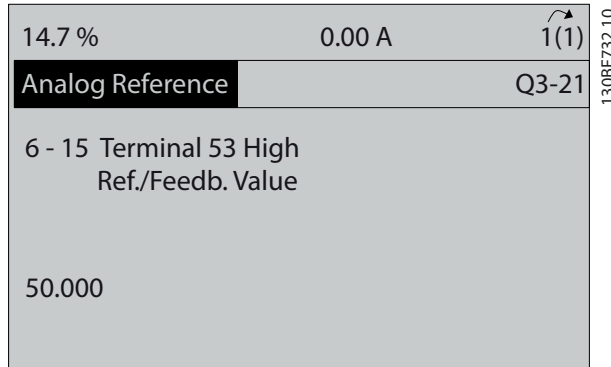 14.7 % 0.00 A 1(1)
Analog Reference Q3-21
6 - 15 Terminal 53 High
Ref./Feedb. Value
50.000
130BF732.10